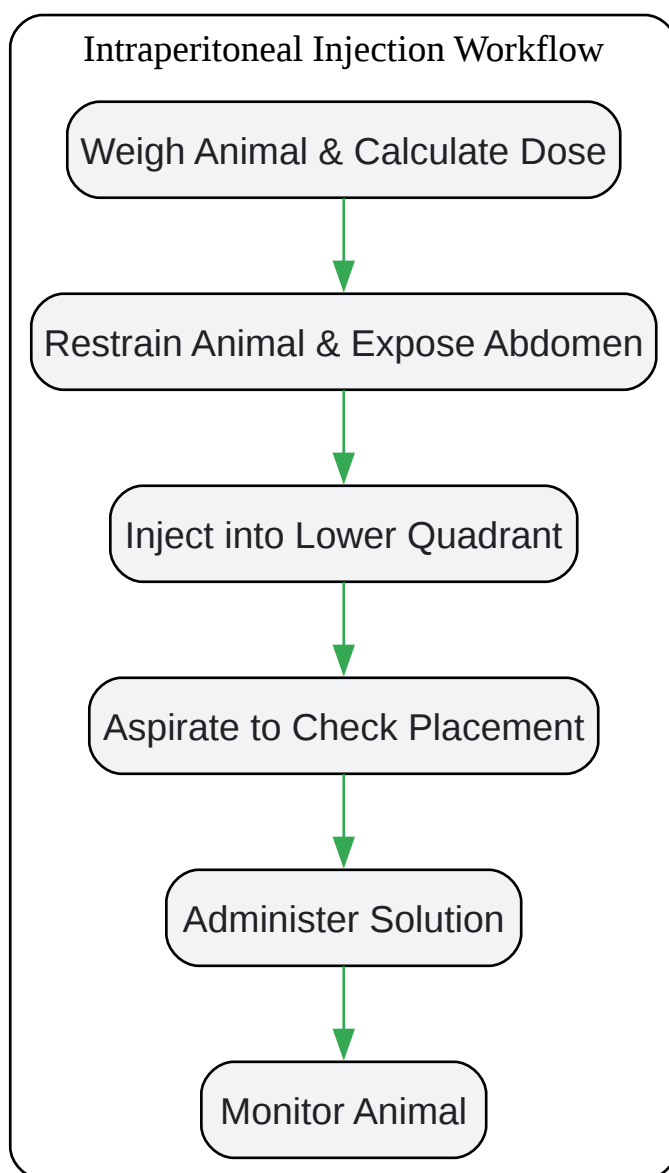 Intraperitoneal Injection Workflow
Weigh Animal & Calculate Dose
Restrain Animal & Expose Abdomen
Inject into Lower Quadrant
Aspirate to Check Placement
Administer Solution
Monitor Animal